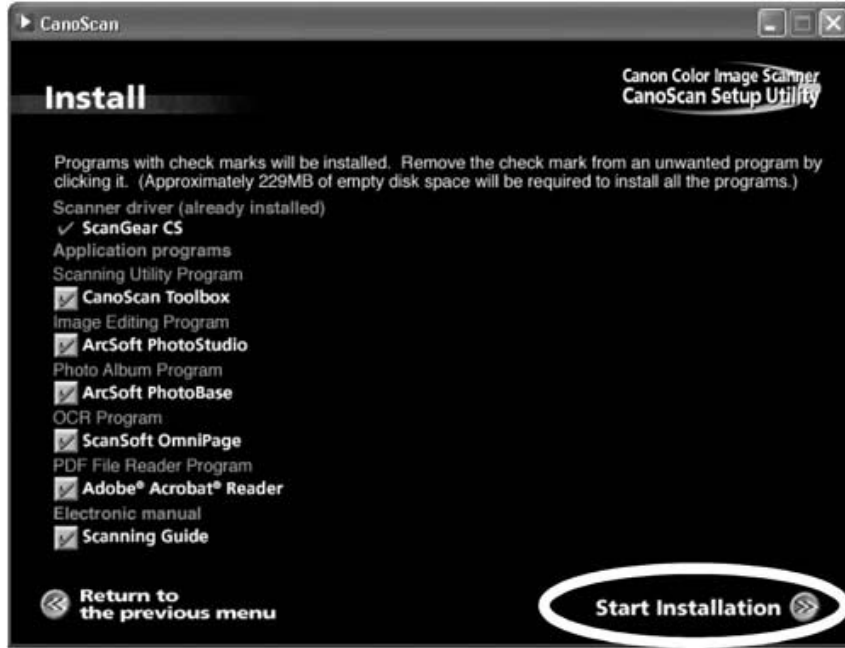 CanoScan
Install
Canon Color Image Scanner
CanoScan Setup Utility
Programs with check marks will be installed. Remove the check mark from an unwanted program by
clicking it. (Approximately 229MB of empty disk space will be required to install all the programs.)
Scanner driver (already installed)
ScanGear CS
Application programs
Scanning Utility Program
CanoScan Toolbox
Image Editing Program
ArcSoft PhotoStudio
Photo Album Program
ArcSoft PhotoBase
OCR Program
ScanSoft OmniPage
PDF File Reader Program
Adobe® Acrobat® Reader
Electronic manual
Scanning Guide
Return to
the previous menu
Start Installation